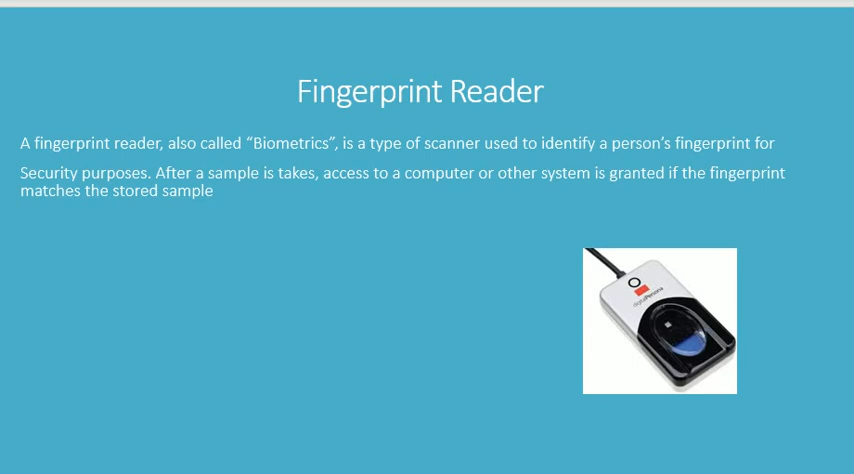 Fingerprint Reader
A fingerprint reader, also called “Biometrics”, is a type of scanner used to identify a person’s fingerprint for
Security purposes. After a sample is takes, access to a computer or other system is granted if the fingerprint
matches the stored sample
digitalPersona